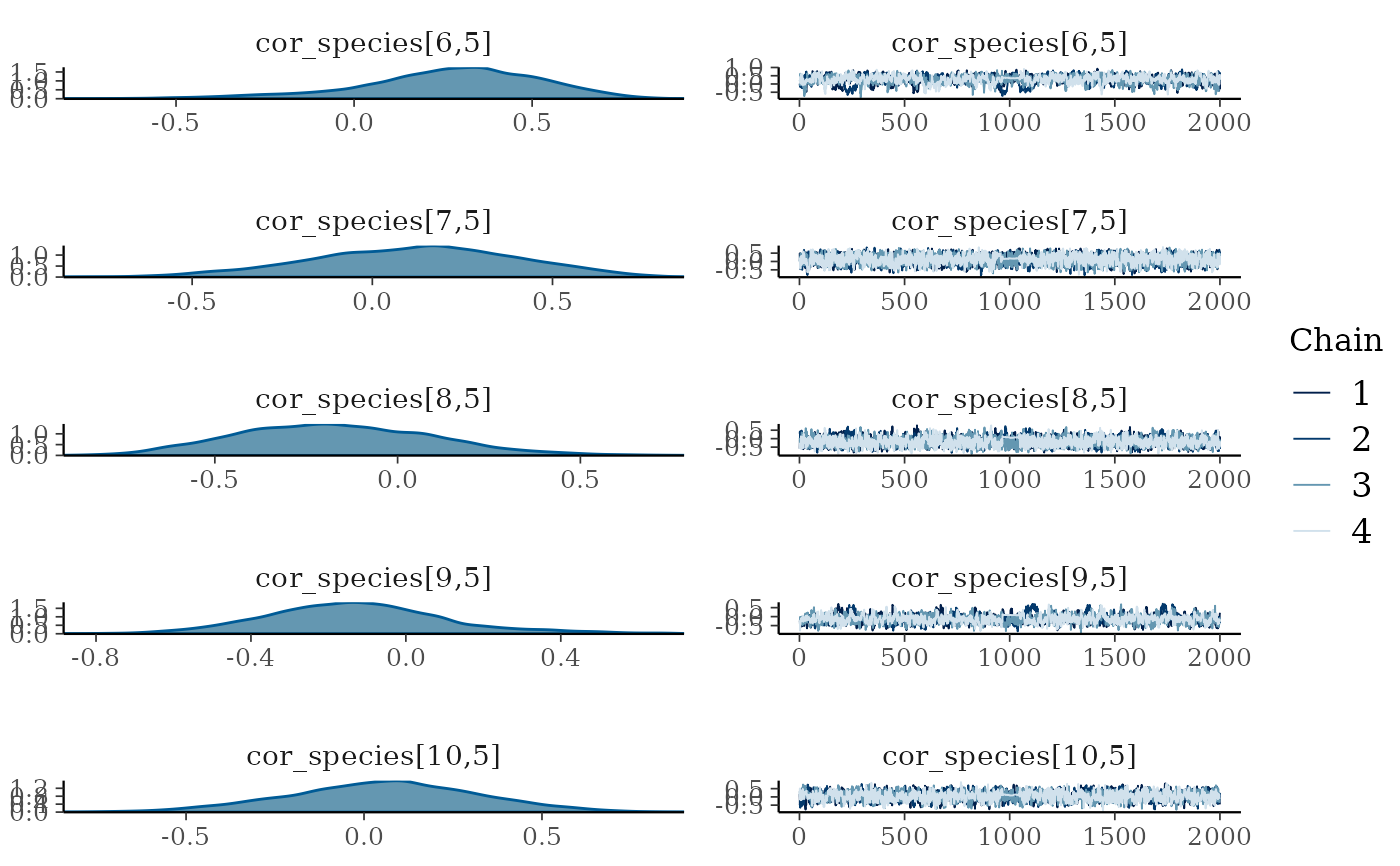 cor_species[6,5] cor_species[6,5]
-0.5 0.0 0.5 0 500 1000 1500 2000
cor_species[7,5] cor_species[7,5]
-0.5 0.0 0.5 0 500 1000 1500 2000
cor_species[8,5] cor_species[8,5]
-0.5 0.0 0.5 0 500 1000 1500 2000
cor_species[9,5] cor_species[9,5]
-0.8 -0.4 0.0 0.4 0 500 1000 1500 2000
cor_species[10,5] cor_species[10,5]
-0.5 0.0 0.5 0 500 1000 1500 2000
Chain
1
2
3
4